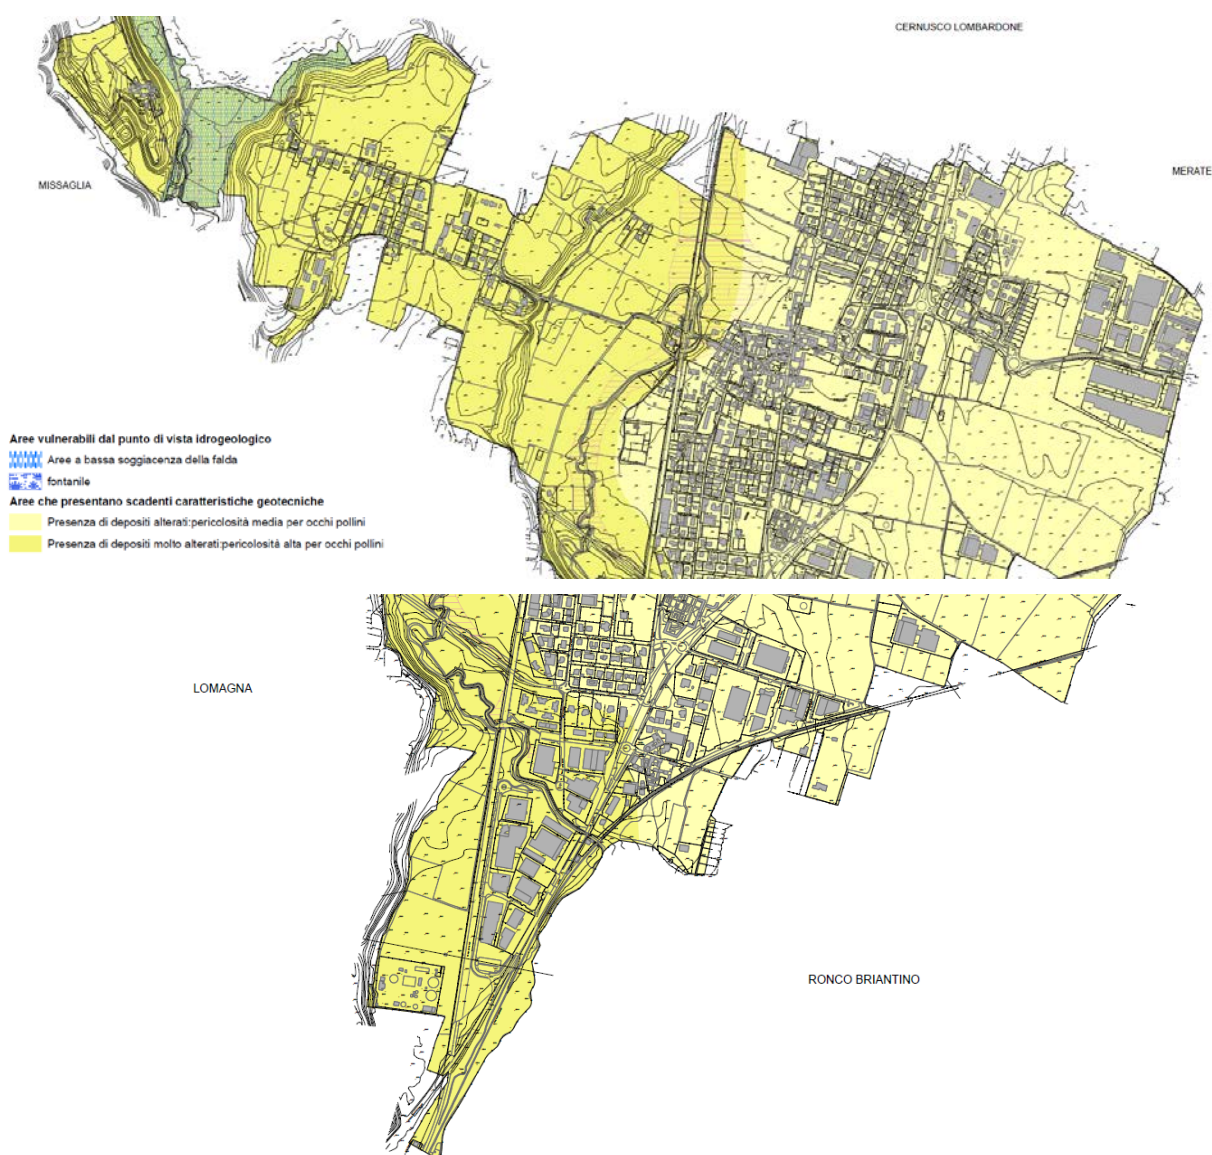 CERNUSCO LOMBARDONE
MERATE
MISSAGLIA
Aree vulnerabili dal punto di vista idrogeologico
Aree a bassa soggiacenza della falda
fontanile
Aree che presentano scadenti caratteristiche geotecniche
Presenza di depositi alterati:pericolosità media per occhi pollini
Presenza di depositi molto alterati:pericolosità alta per occhi pollini
LOMAGNA
RONCO BRIANTINO